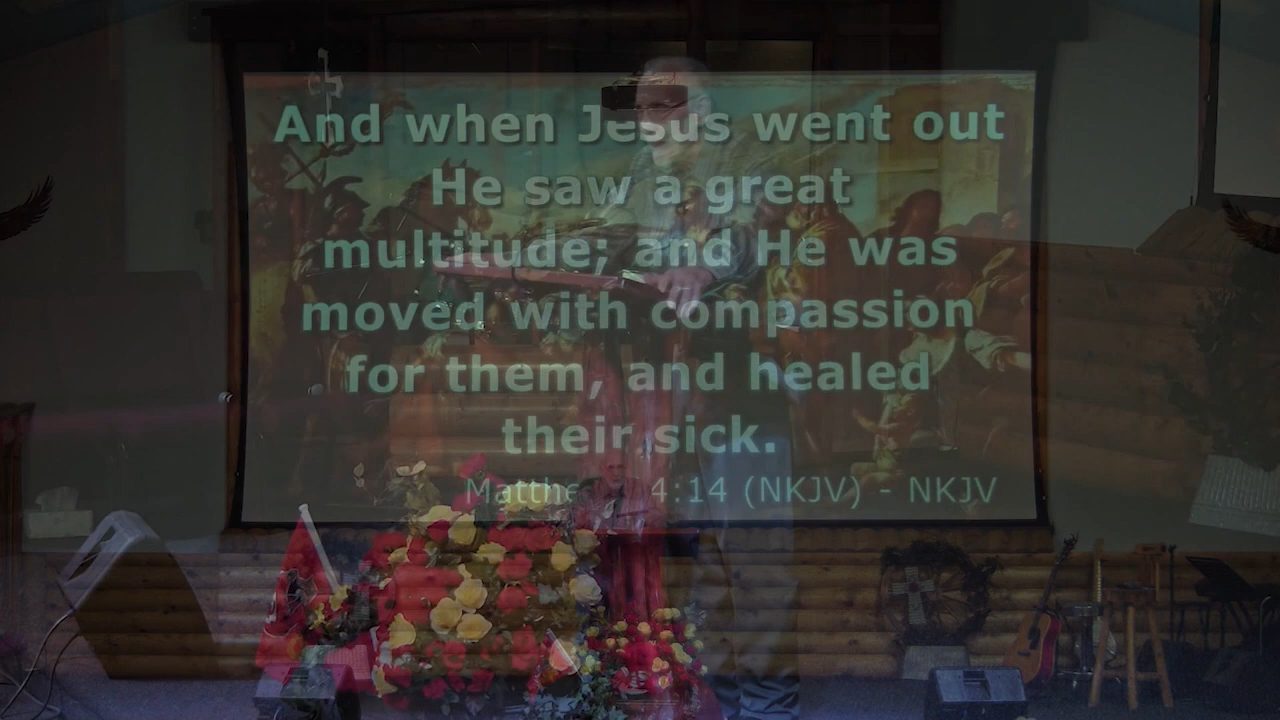 And when Jesus went out
He saw a great
multitude; and He was
moved with compassion
for them, and healed
their sick.
4:14 (NKJV) - NKJV